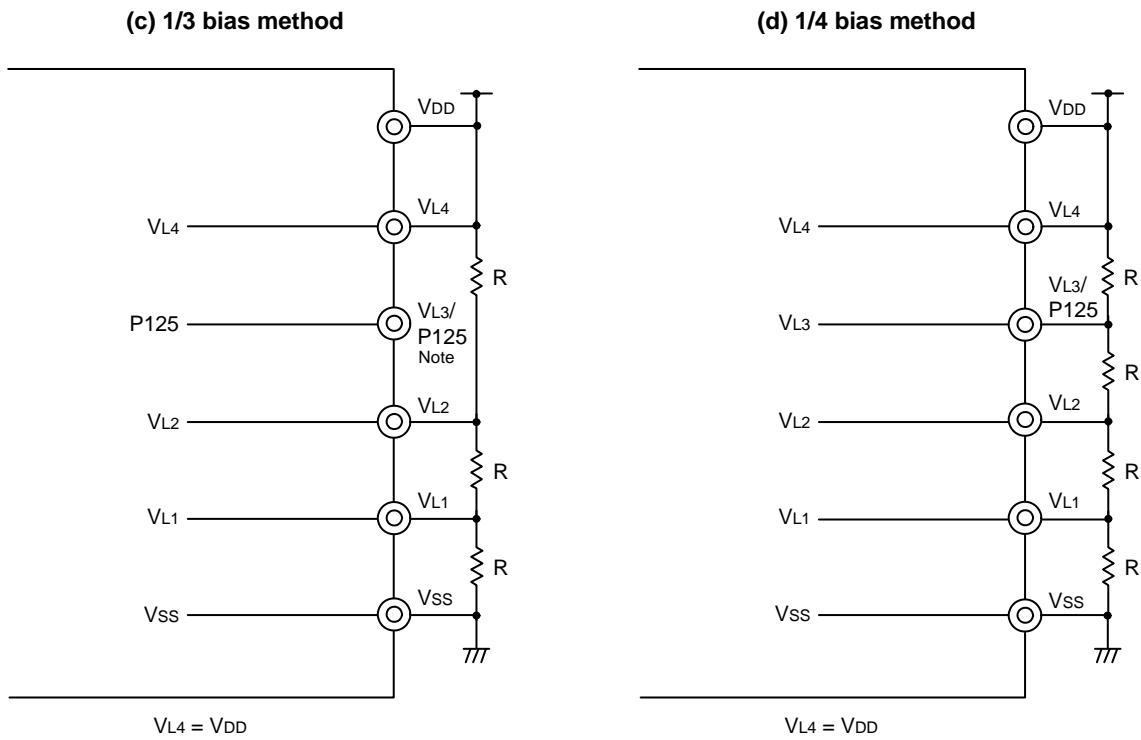 (c) 1/3 bias method
VDD
VL4
VL4
R
P125
VL3/
P125
Note
VL2
VL2
R
VL1
VL1
R
VSS
VSS
VL4 = VDD
(d) 1/4 bias method
VDD
VL4
VL4
R
VL3/
P125
VL3
R
VL2
VL2
R
VL1
VL1
R
VSS
VSS
VL4 = VDD